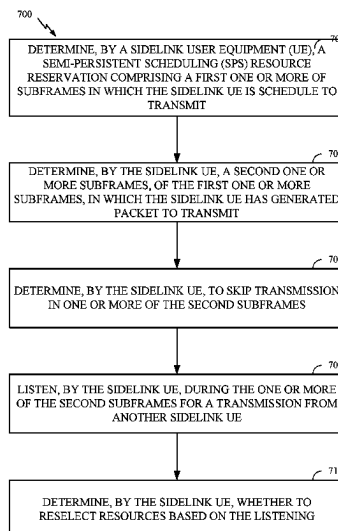 700
70
DETERMINE, BY A SIDELINK USER EQUIPMENT (UE), A
SEMI-PERSISTENT SCHEDULING (SPS) RESOURCE
RESERVATION COMPRISING A FIRST ONE OR MORE OF
SUBFRAMES IN WHICH THE SIDELINK UE IS SCHEDULE TO
TRANSMIT
70
DETERMINE, BY THE SIDELINK UE, A SECOND ONE OR
MORE SUBFRAMES, OF THE FIRST ONE OR MORE
SUBFRAMES, IN WHICH THE SIDELINK UE HAS GENERATED
PACKET TO TRANSMIT
70
DETERMINE, BY THE SIDELINK UE, TO SKIP TRANSMISSION
IN ONE OR MORE OF THE SECOND SUBFRAMES
70
LISTEN, BY THE SIDELINK UE, DURING THE ONE OR MORE
OF THE SECOND SUBFRAMES FOR A TRANSMISSION FROM
ANOTHER SIDELINK UE
71
DETERMINE, BY THE SIDELINK UE, WHETHER TO
RESELECT RESOURCES BASED ON THE LISTENING